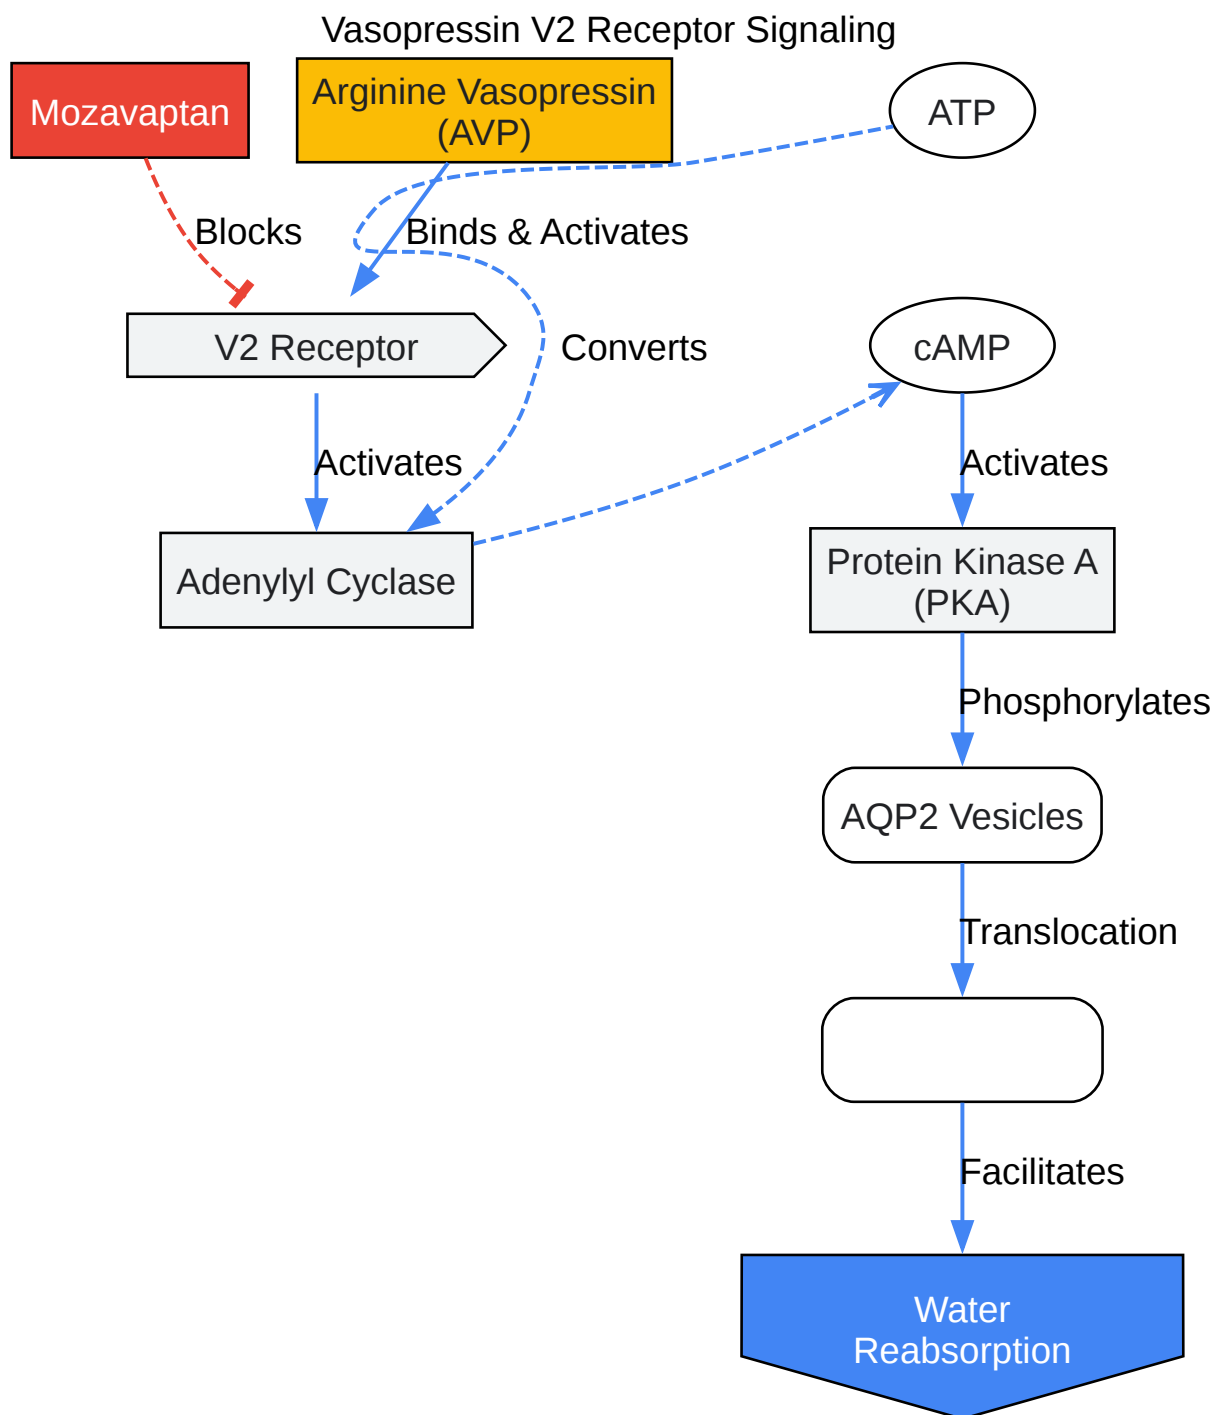 Vasopressin V2 Receptor Signaling
Mozavaptan
Arginine Vasopressin
(AVP)
ATP
Blocks
Binds & Activates
V2 Receptor
Converts
cAMP
Activates
Activates
Adenylyl Cyclase
Protein Kinase A
(PKA)
Phosphorylates
AQP2 Vesicles
Translocation
Facilitates
Water
Reabsorption